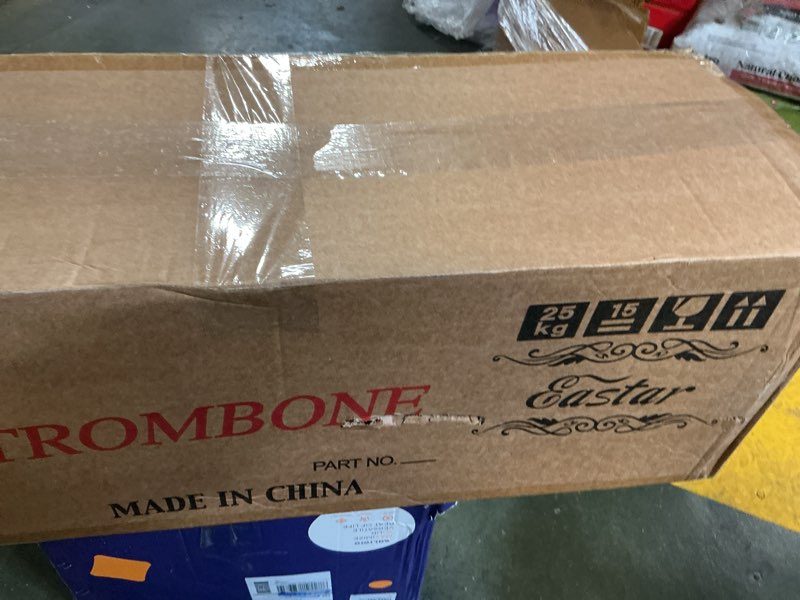 25
kg
15
Eastar
TROMBONE
PART NO.
MADE IN CHINA